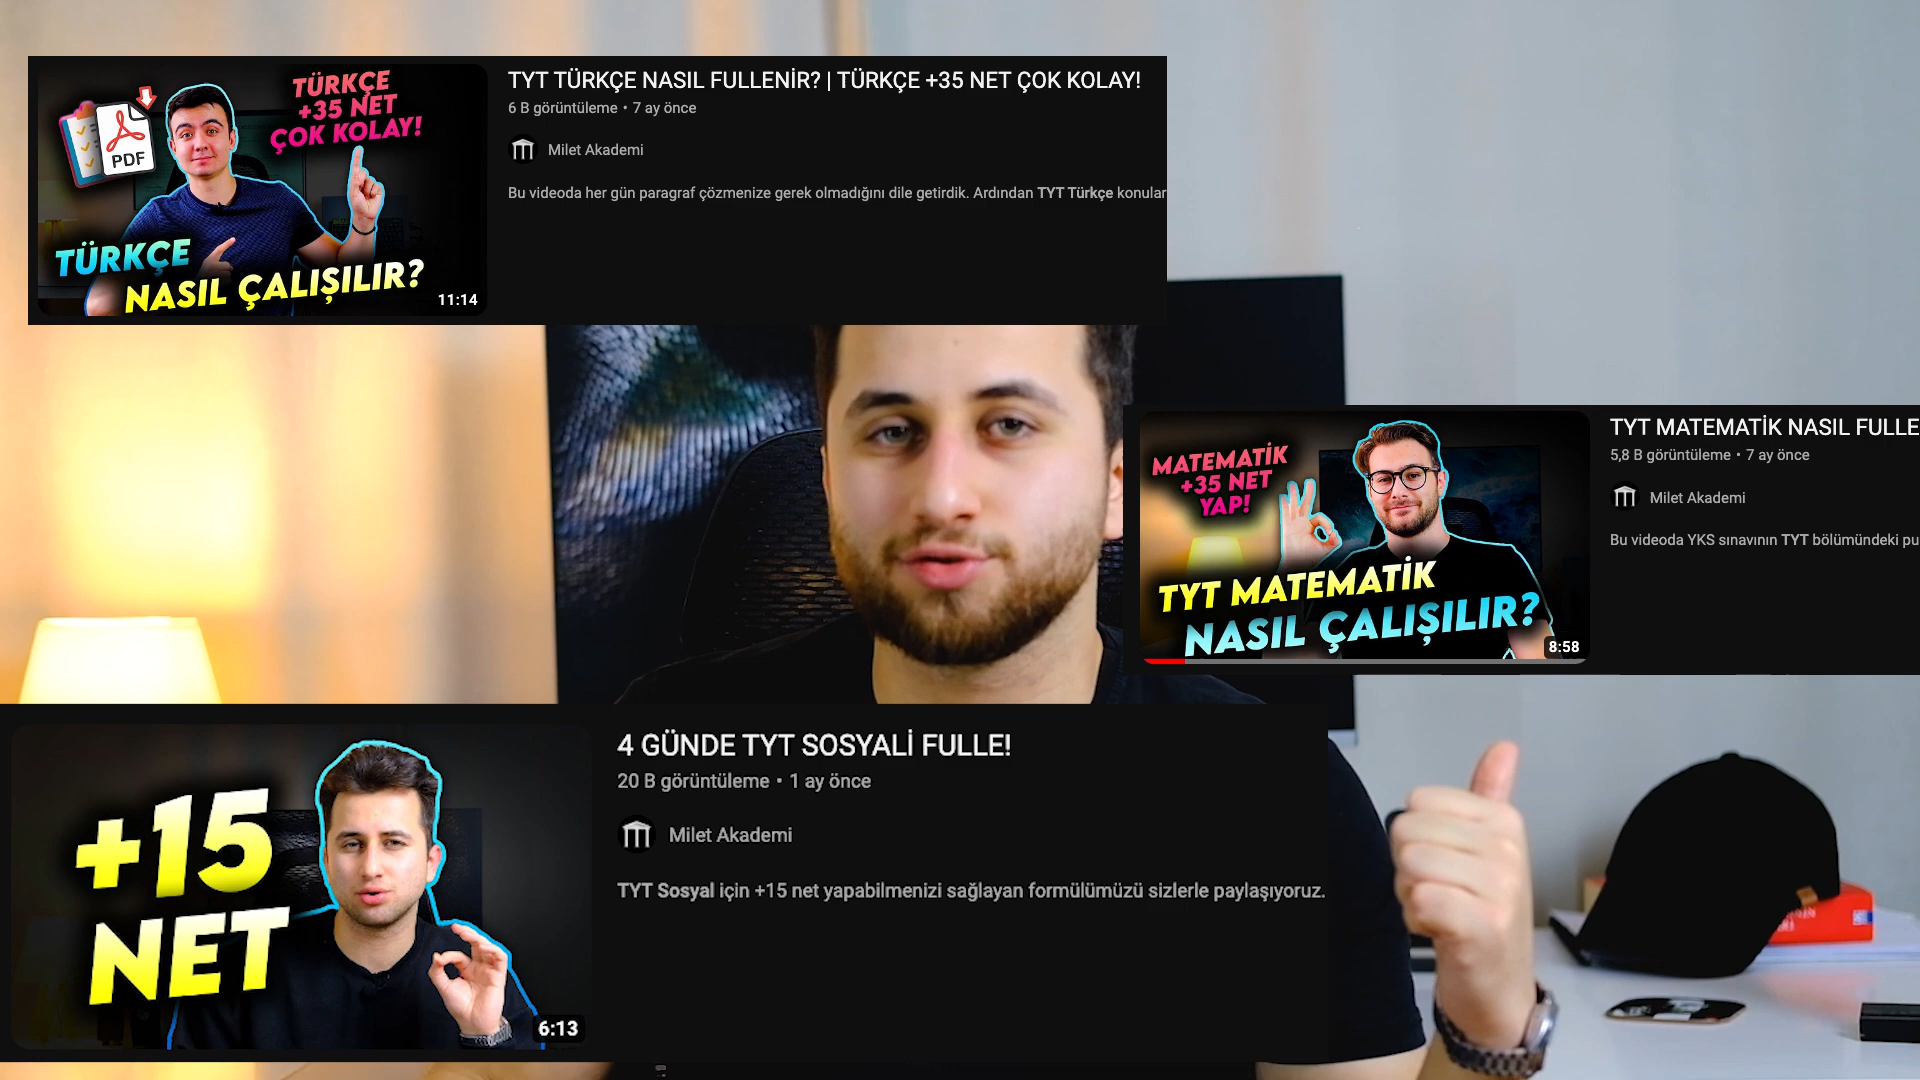 TÜRKÇE
+35 NET
ÇOK KOLAY!
PDF
TÜRKÇE
NASIL ÇALIŞILIR?
11:14
TYT TÜRKÇE NASIL FULLENİR? | TÜRKÇE +35 NET ÇOK KOLAY!
6 B görüntüleme • 7 ay önce
Milet Akademi
Bu videoda her gün paragraf çözmenize gerek olmadığını dile getirdik. Ardından TYT Türkçe konular
MATEMATİK
+35 NET
YAP!
TYT MATEMATİK
NASIL ÇALIŞILIR?
8:58
TYT MATEMATİK NASIL FULLE
5,8 B görüntüleme • 7 ay önce
Milet Akademi
Bu videoda YKS sınavının TYT bölümündeki pu
+15
NET
6:13
4 GÜNDE TYT SOSYALİ FULLE!
20 B görüntüleme • 1 ay önce
Milet Akademi
TYT Sosyal için +15 net yapabilmenizi sağlayan formülümüzü sizlerle paylaşıyoruz.